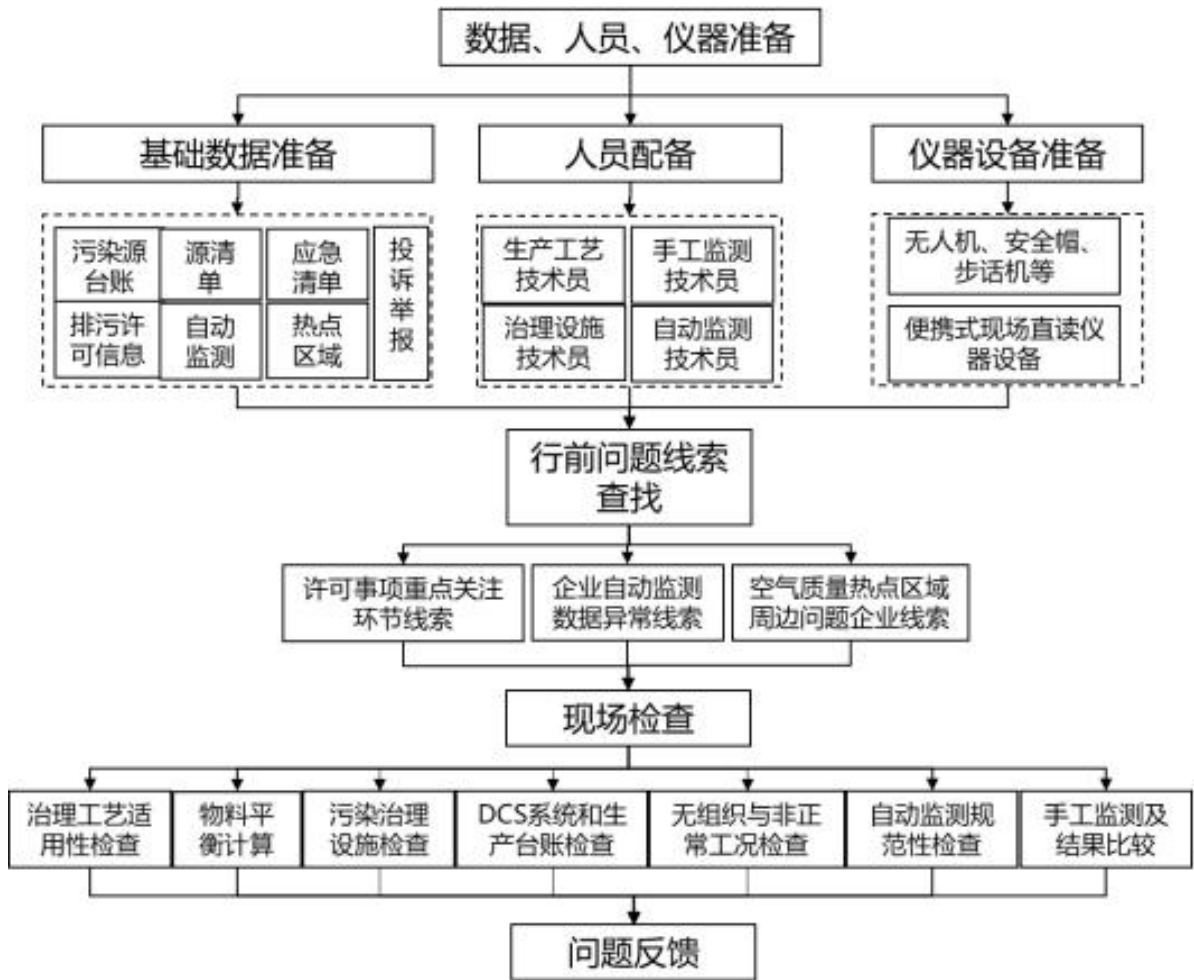 数据、人员、仪器准备
基础数据准备
人员配备
仪器设备准备
污染源
台账
源清
单
应急
清单
投
诉
举
报
排污许
可信息
自动
监测
热点
区域
生产工艺
技术员
手工监测
技术员
治理设施
技术员
自动监测
技术员
无人机、安全帽、
步话机等
便携式现场直读仪
器设备
行前问题线索
查找
许可事项重点关注
环节线索
企业自动监测
数据异常线索
空气质量热点区域
周边问题企业线索
现场检查
治理工艺适
用性检查
物料平
衡计算
污染治理
设施检查
DCS系统和生
产台账检查
无组织与非正
常工况检查
自动监测规
范性检查
手工监测及
结果比较
问题反馈